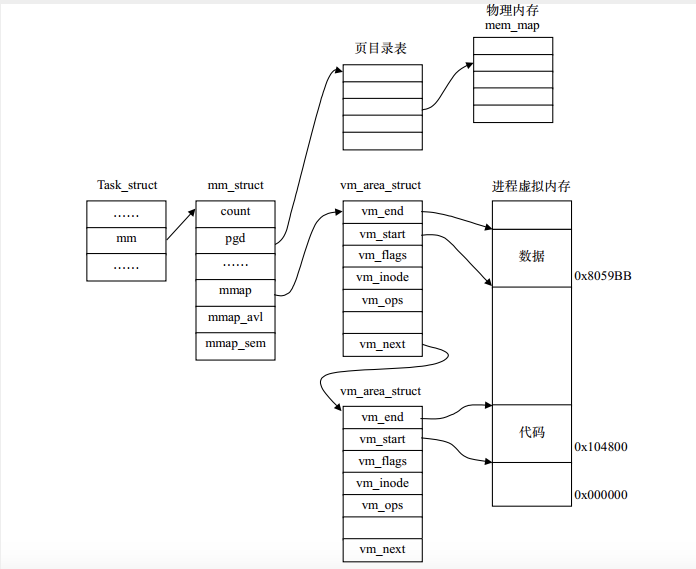 物理内存
mem_map
页目录表
Task_struct
……
mm
……
mm_struct
count
pgd
……
mmap
mmap_avl
mmap_sem
vm_area_struct
vm_end
vm_start
vm_flags
vm_inode
vm_ops
vm_next
进程虚拟内存
数据
0x8059BB
代码
0x104800
0x000000
vm_area_struct
vm_end
vm_start
vm_flags
vm_inode
vm_ops
vm_next